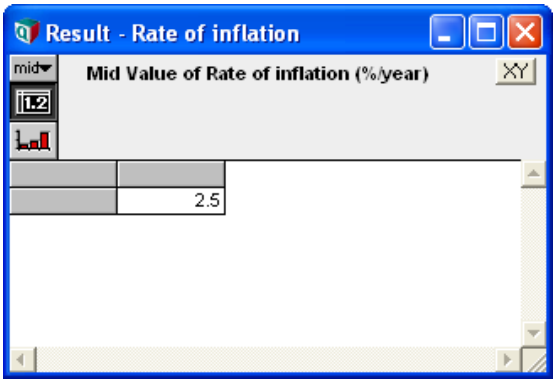 Result - Rate of inflation
mid
Mid Value of Rate of inflation (%/year)
XY
1.2
2.5